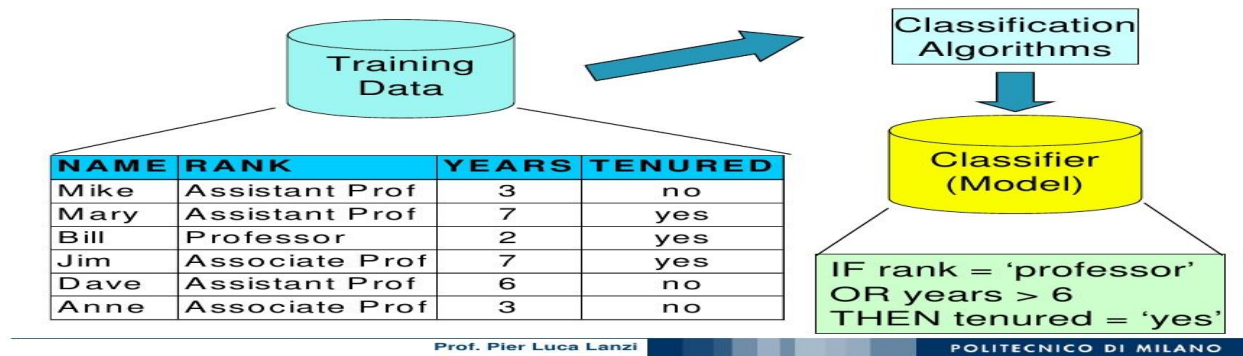 Training
Data
Classification
Algorithms
Classifier
(Model)
NAME RANK YEARS TENURED
Mike Assistant Prof 3 no
Mary Assistant Prof 7 yes
Bill Professor 2 yes
Jim Associate Prof 7 yes
Dave Assistant Prof 6 no
Anne Associate Prof 3 no
IF rank = ‘professor’
OR years > 6
THEN tenured = ‘yes’
Prof. Pier Luca Lanzi
POLITECNICO DI MILANO